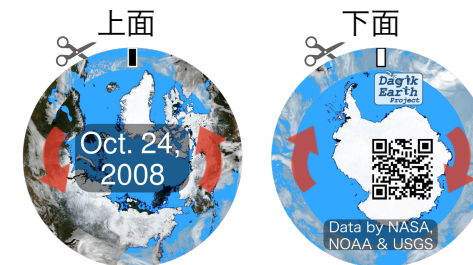 上面
下面
Oct. 24,
2008
Dagik
Earth
Project
Data by NASA,
NOAA & USGS